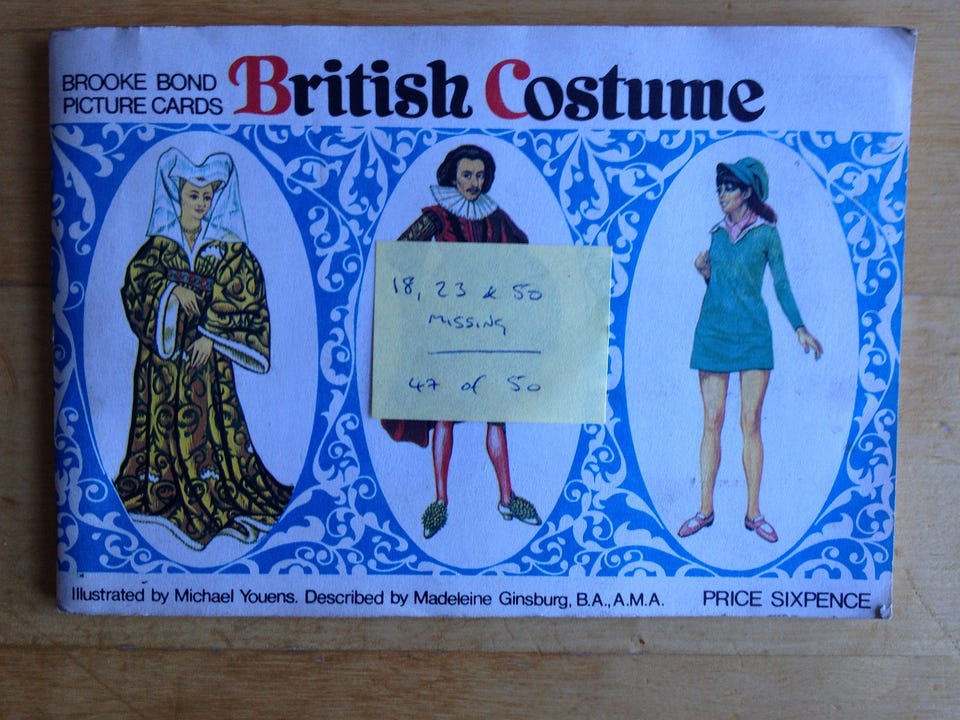 BROOKE BOND
PICTURE CARDS
British Costume
18, 23 & 50
MISSING
47 of 50
Illustrated by Michael Youens. Described by Madeleine Ginsburg, B.A., A.M.A.
PRICE SIXPENCE